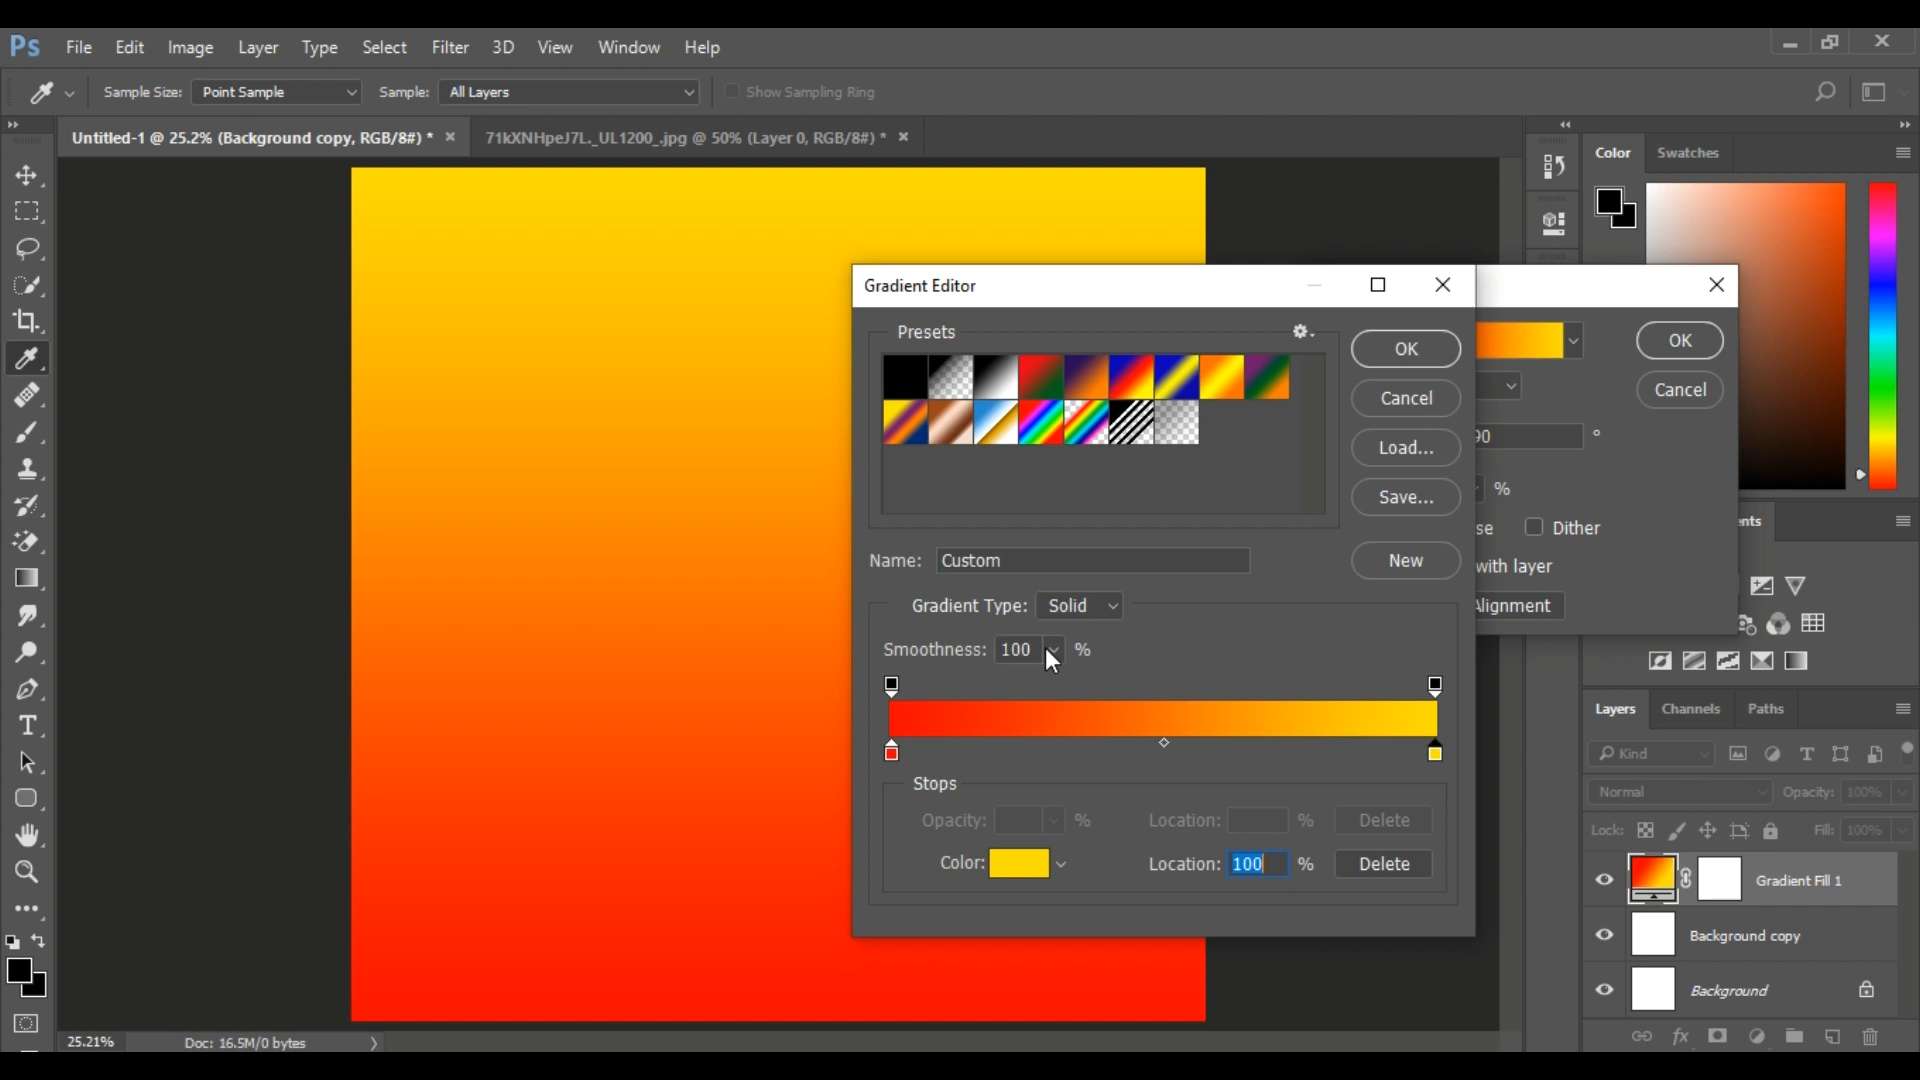 Ps File Edit Image Layer Type Select Filter 3D View Window Help
Sample Size: Point Sample Sample: All Layers Show Sampling Ring
Untitled-1 @ 25.2% (Background copy, RGB/8#) * 71kXNHpeJ7L._UL1200_.jpg @ 50% (Layer 0, RGB/8#) *
Color Swatches
Gradient Editor
Presets
OK
Cancel
Load...
Save...
Name: Custom New
Gradient Type: Solid
Smoothness: 100 %
Stops
Opacity: % Location: % Delete
Color: Location: 100 % Delete
OK
Cancel
90 °
%
se Dither
with layer
Alignment
nts
Layers Channels Paths
Kind
Normal Opacity: 100%
Lock: Fill: 100%
Gradient Fill 1
Background copy
Background
fx
T
25.21% Doc: 16.5M/0 bytes